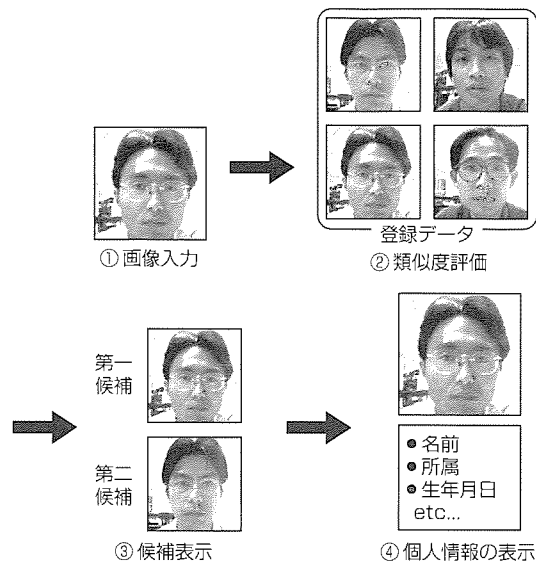 ① 画像入力
登録データ
② 類似度評価
第一
候補
第二
候補
③ 候補表示
● 名前
● 所属
● 生年月日
etc...
④ 個人情報の表示